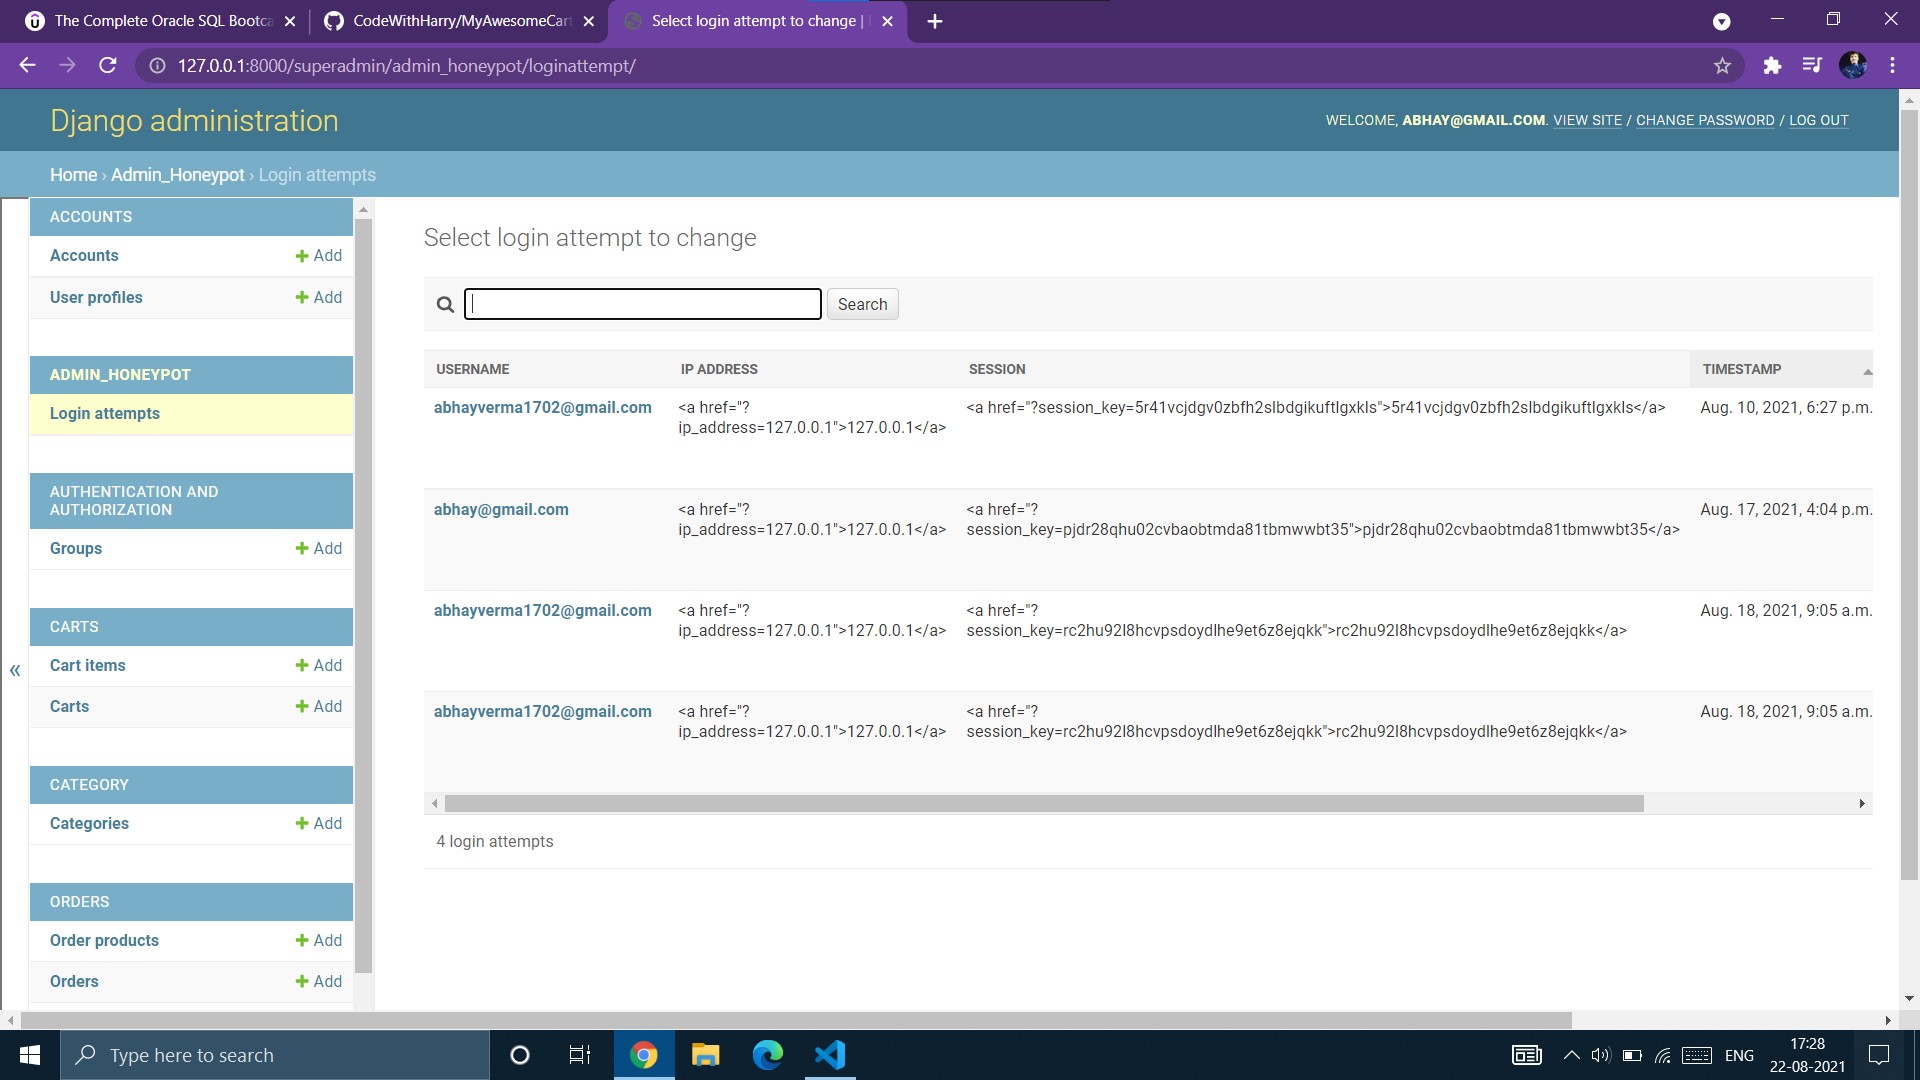 The Complete Oracle SQL Bootca
CodeWithHarry/MyAwesomeCart
Select login attempt to change |
127.0.0.1:8000/superadmin/admin_honeypot/loginattempt/
Django administration
WELCOME, ABHAY@GMAIL.COM. VIEW SITE / CHANGE PASSWORD / LOG OUT
Home › Admin_Honeypot › Login attempts
ACCOUNTS
Accounts Add
User profiles Add
ADMIN_HONEYPOT
Login attempts
AUTHENTICATION AND
AUTHORIZATION
Groups Add
CARTS
Cart items Add
Carts Add
CATEGORY
Categories Add
ORDERS
Order products Add
Orders Add
«
Select login attempt to change
Search
USERNAME IP ADDRESS SESSION TIMESTAMP
abhayverma1702@gmail.com <a href="? <a href="?session_key=5r41vcjdgv0zbfh2slbdgikuftlgxkls">5r41vcjdgv0zbfh2slbdgikuftlgxkls</a> Aug. 10, 2021, 6:27 p.m.
ip_address=127.0.0.1">127.0.0.1</a>
abhay@gmail.com <a href="? <a href="? Aug. 17, 2021, 4:04 p.m.
ip_address=127.0.0.1">127.0.0.1</a> session_key=pjdr28qhu02cvbaobtmda81tbmwwbt35">pjdr28qhu02cvbaobtmda81tbmwwbt35</a>
abhayverma1702@gmail.com <a href="? <a href="? Aug. 18, 2021, 9:05 a.m.
ip_address=127.0.0.1">127.0.0.1</a> session_key=rc2hu92l8hcvpsdoydlhe9et6z8ejqkk">rc2hu92l8hcvpsdoydlhe9et6z8ejqkk</a>
abhayverma1702@gmail.com <a href="? <a href="? Aug. 18, 2021, 9:05 a.m.
ip_address=127.0.0.1">127.0.0.1</a> session_key=rc2hu92l8hcvpsdoydlhe9et6z8ejqkk">rc2hu92l8hcvpsdoydlhe9et6z8ejqkk</a>
4 login attempts
Type here to search
ENG
17:28
22-08-2021